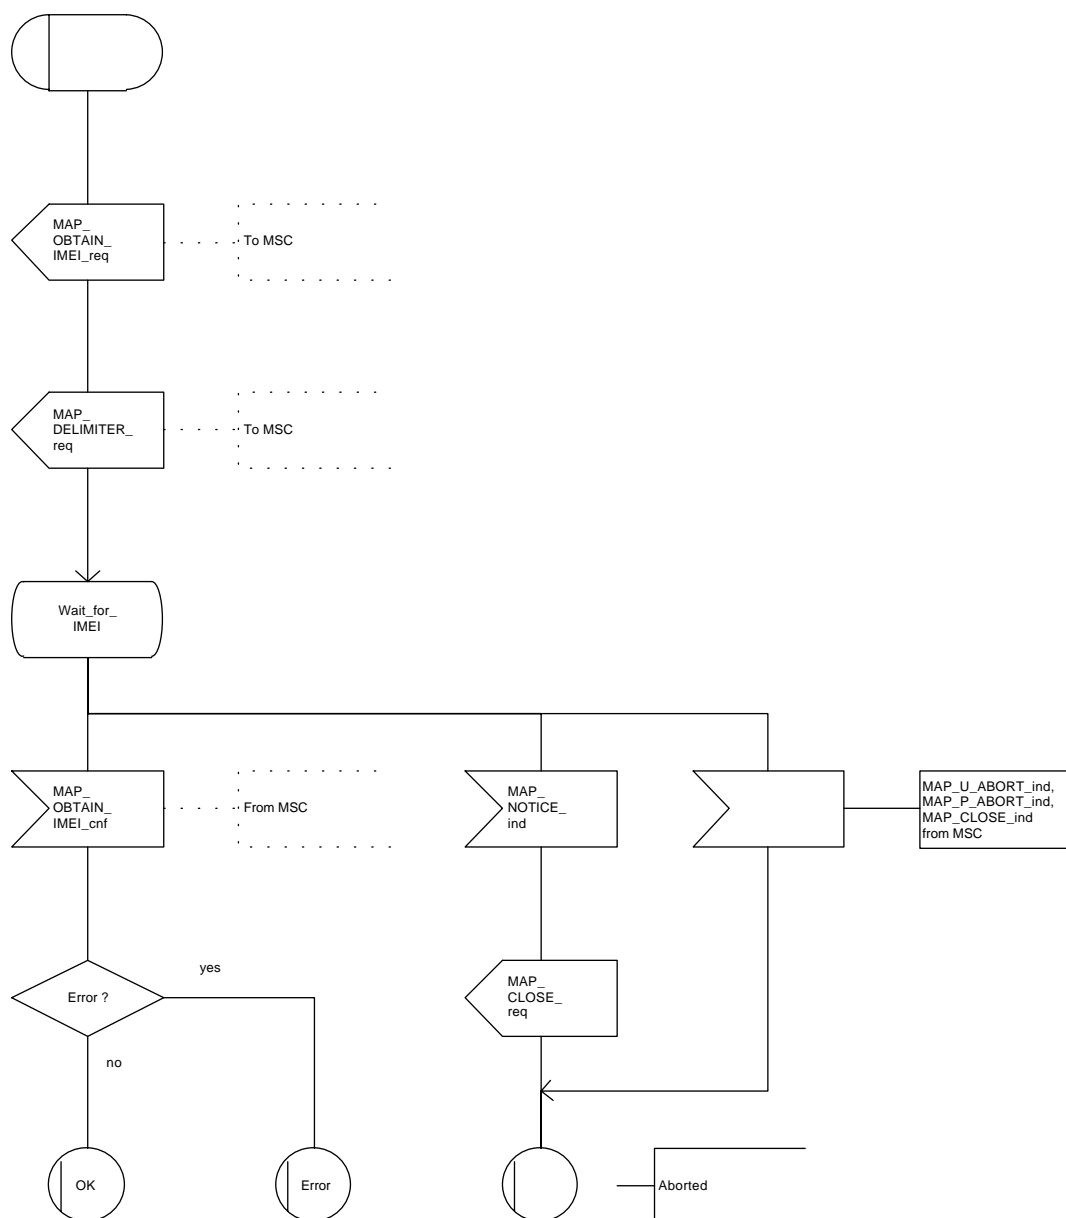 MAP_
OBTAIN_
IMEI_req
To MSC
MAP_
DELIMITER_
req
To MSC
Wait_for_
IMEI
MAP_
OBTAIN_
IMEI_cnf
From MSC
MAP_
NOTICE_
ind
MAP_U_ABORT_ind,
MAP_P_ABORT_ind,
MAP_CLOSE_ind
from MSC
Error ?
yes
no
MAP_
CLOSE_
req
OK
Error
Aborted